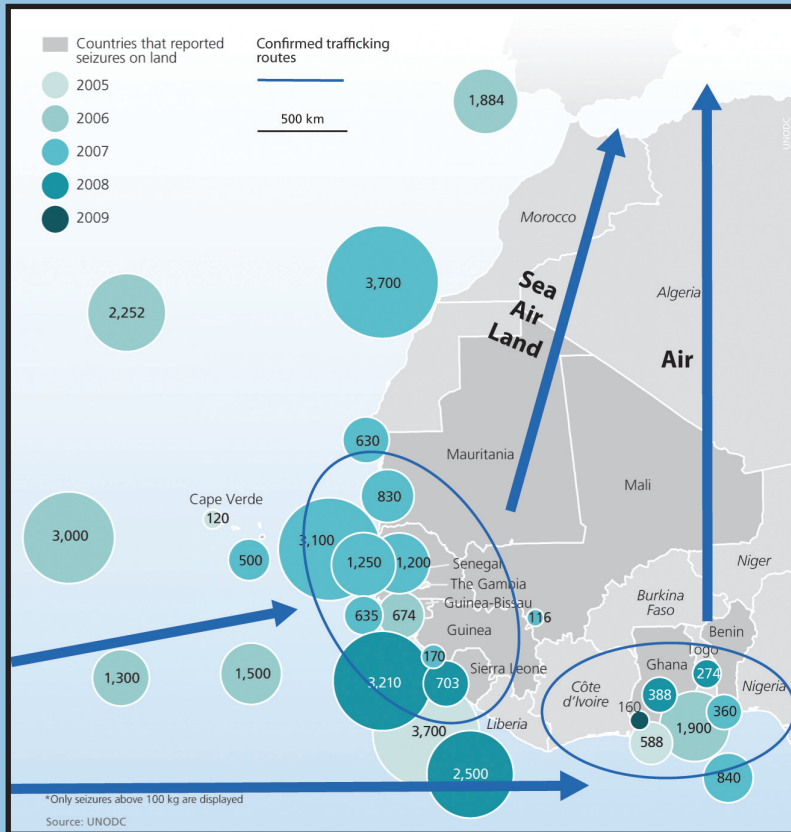 Countries that reported
seizures on land
2005
2006
2007
2008
2009
Confirmed trafficking
routes
500 km
1,884
UNODC
Morocco
3,700
Sea
Air
Land
Algeria
2,252
Air
630
Mauritania
830
Mali
Cape Verde
120
3,000
500
3,100
1,250
1,200
Senegal
The Gambia
Guinea-Bissau
635
674
116
Niger
Burkina
Faso
Benin
Togo
Guinea
170
Sierra Leone
703
3,210
1,300
1,500
Ghana
274
388
Côte
d'Ivoire
160
Nigeria
360
1,900
588
Liberia
3,700
2,500
840
*Only seizures above 100 kg are displayed
Source: UNODC